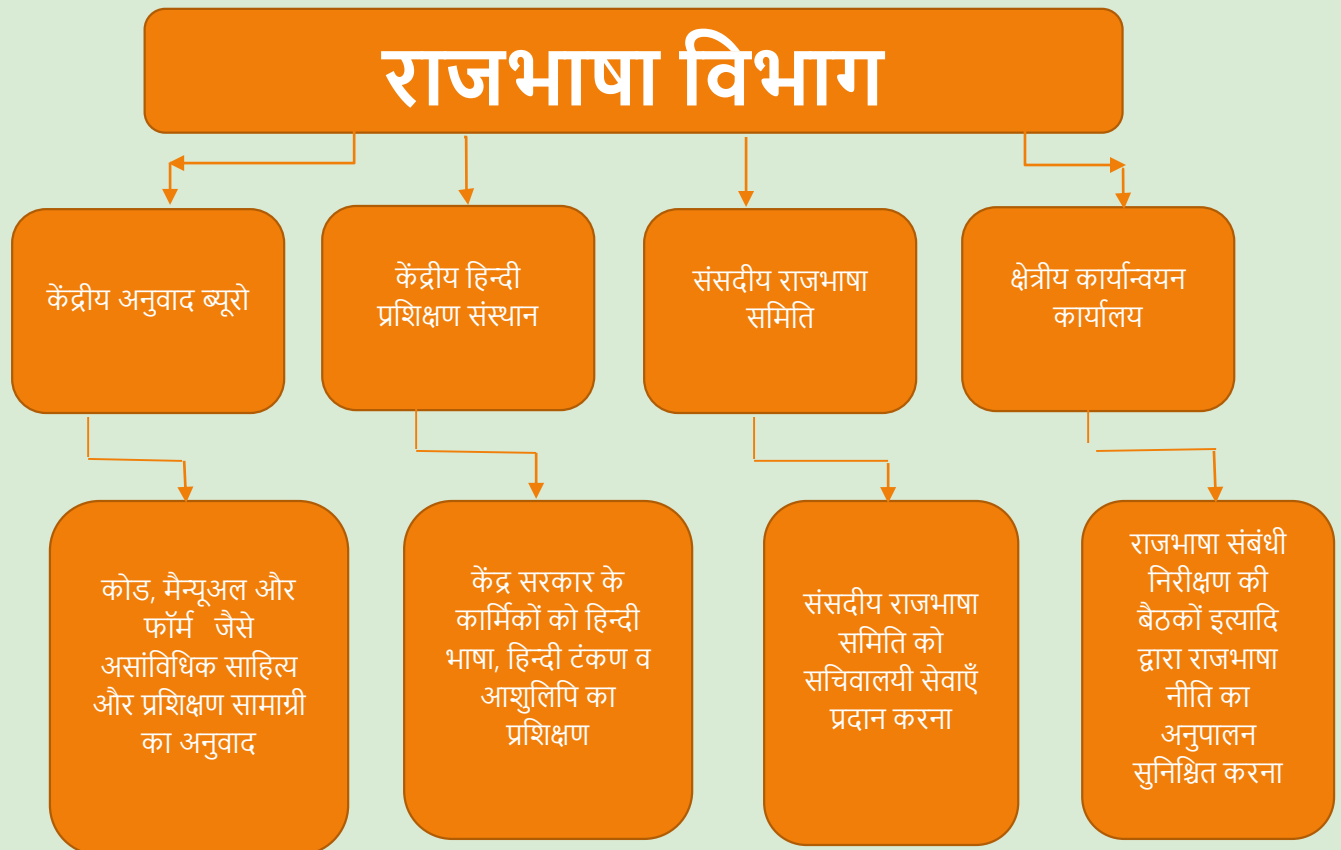 राजभाषा विभाग
केंद्रीय अनुवाद ब्यूरो
केंद्रीय हिन्दी
प्रशिक्षण संस्थान
संसदीय राजभाषा
समिति
क्षेत्रीय कार्यान्वयन
कार्यालय
कोड, मैन्यूअल और
फॉर्म जैसे
असांविधिक साहित्य
और प्रशिक्षण सामाग्री
का अनुवाद
केंद्र सरकार के
कार्मिकों को हिन्दी
भाषा, हिन्दी टंकण व
आशुलिपि का
प्रशिक्षण
संसदीय राजभाषा
समिति को
सचिवालयी सेवाएँ
प्रदान करना
राजभाषा संबंधी
निरीक्षण की
बैठकों इत्यादि
द्वारा राजभाषा
नीति का
अनुपालन
सुनिश्चित करना